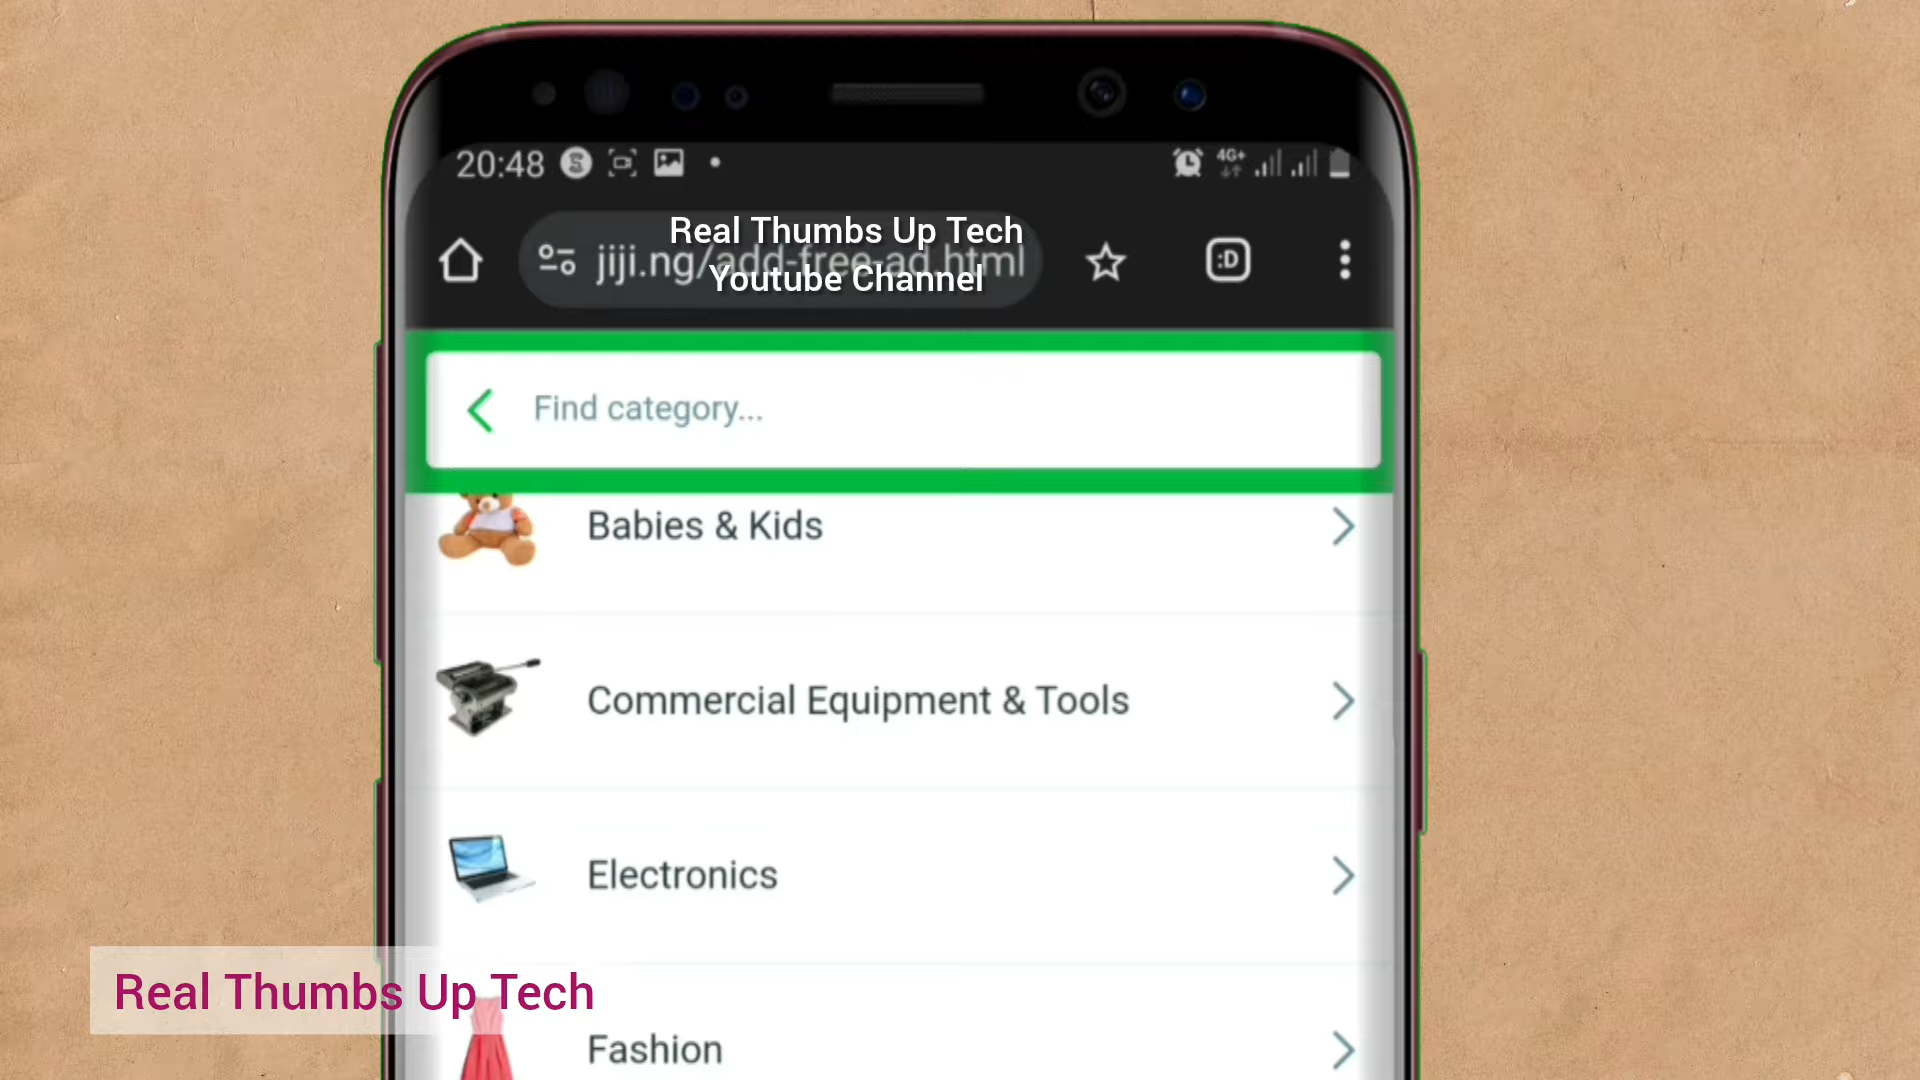 20:48
4G+
Real Thumbs Up Tech
jiji.ng/add-free-ad.html
Youtube Channel
:D
Find category...
Babies & Kids
Commercial Equipment & Tools
Electronics
Real Thumbs Up Tech
Fashion